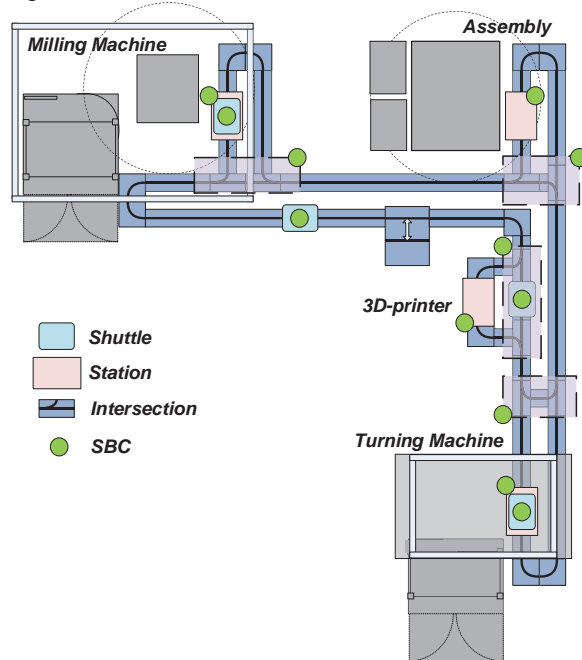 Milling Machine
Assembly
3D-printer
Shuttle
Station
Intersection
SBC
Turning Machine